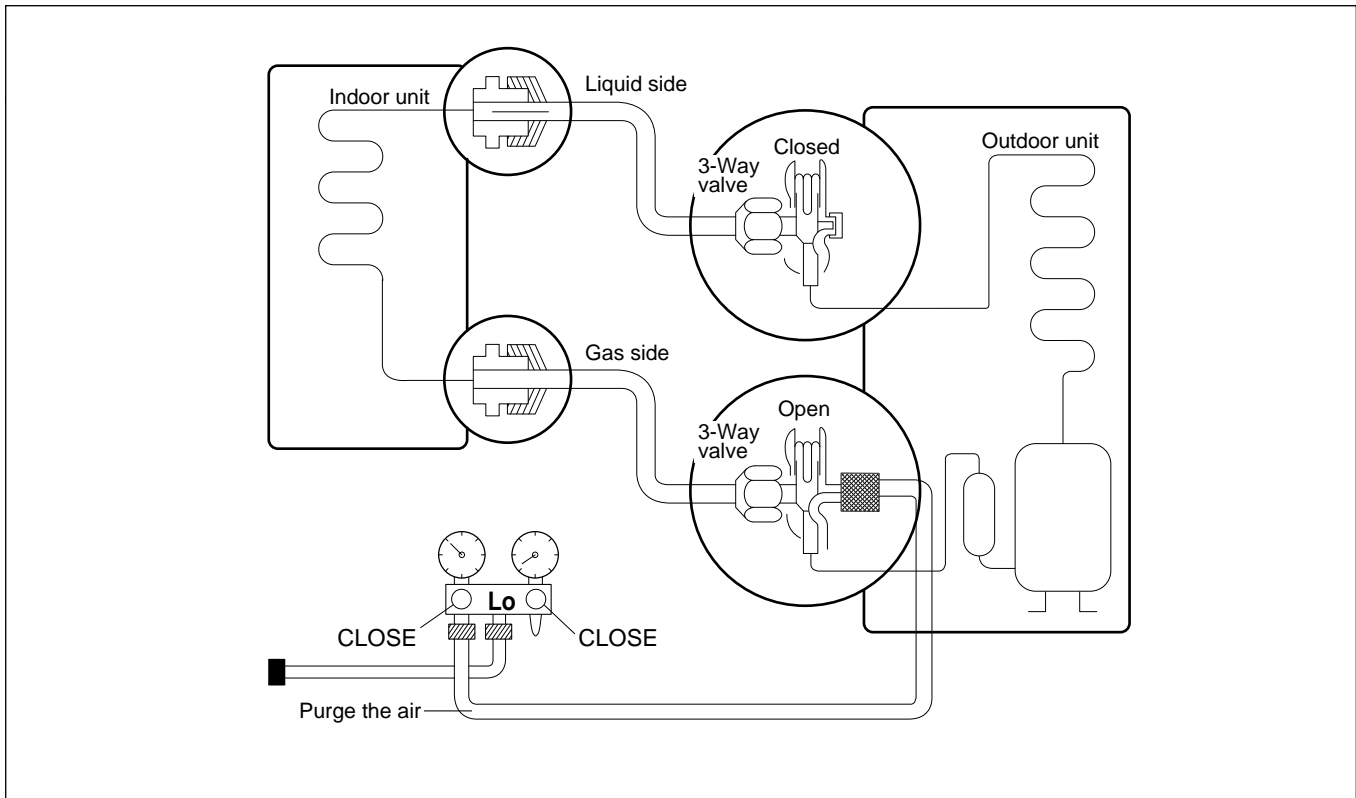 Indoor unit
Liquid side
3-Way
valve
Closed
Outdoor unit
Gas side
3-Way
valve
Open
Lo
CLOSE
CLOSE
Purge the air